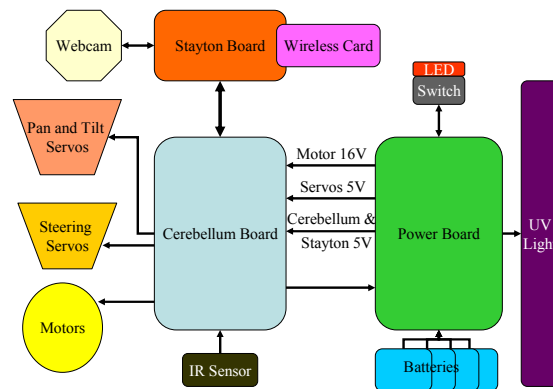 Webcam
Stayton Board
Wireless Card
LED
Switch
Pan and Tilt
Servos
Motor 16V
Servos 5V
Cerebellum &
Stayton 5V
Steering
Servos
Cerebellum Board
Power Board
UV
Light
Motors
IR Sensor
Batteries